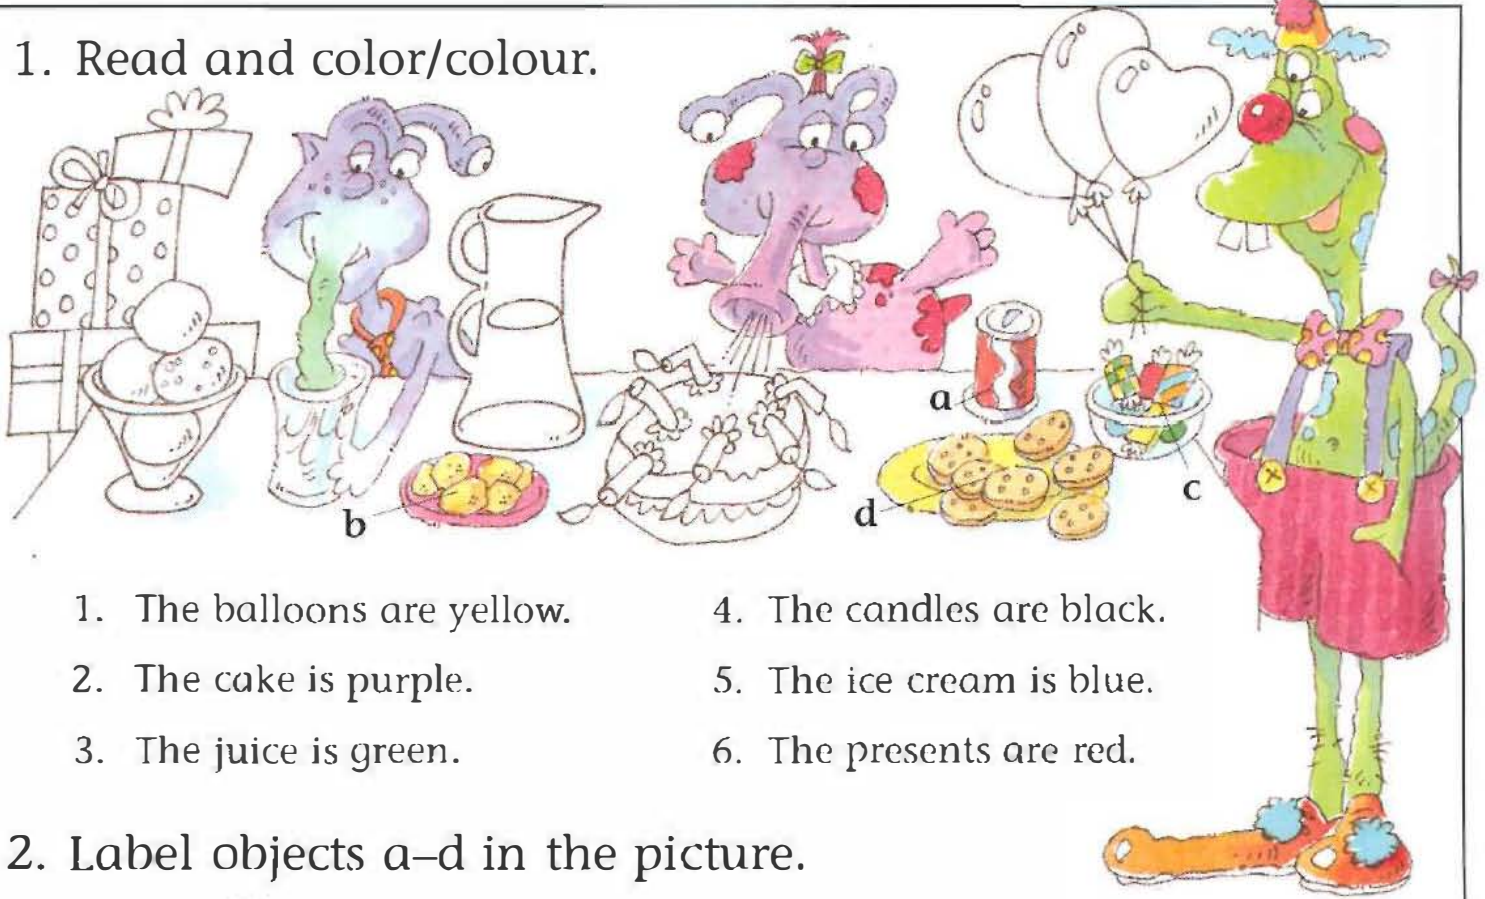 1. Read and color/colour.
a
b
c
d
1. The balloons are yellow.
2. The cake is purple.
3. The juice is green.
4. The candles are black.
5. The ice cream is blue.
6. The presents are red.
2. Label objects a–d in the picture.